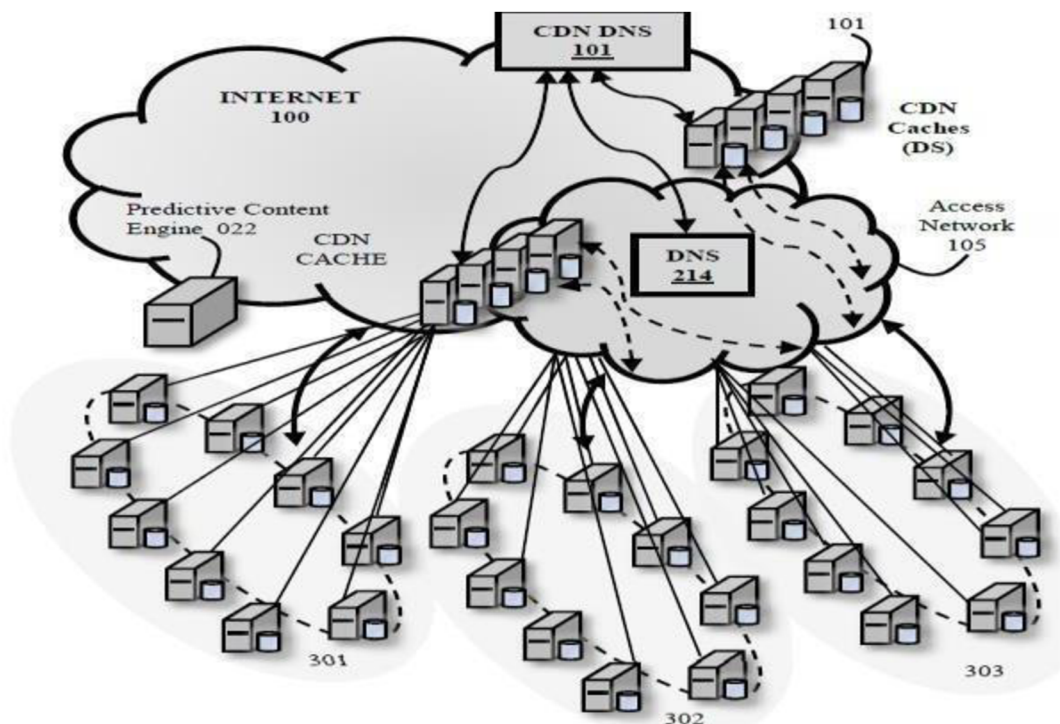 CDN DNS
101
101
INTERNET
100
CDN
Caches
(DS)
Predictive Content
Engine 022
CDN
CACHE
Access
Network
105
DNS
214
301
302
303